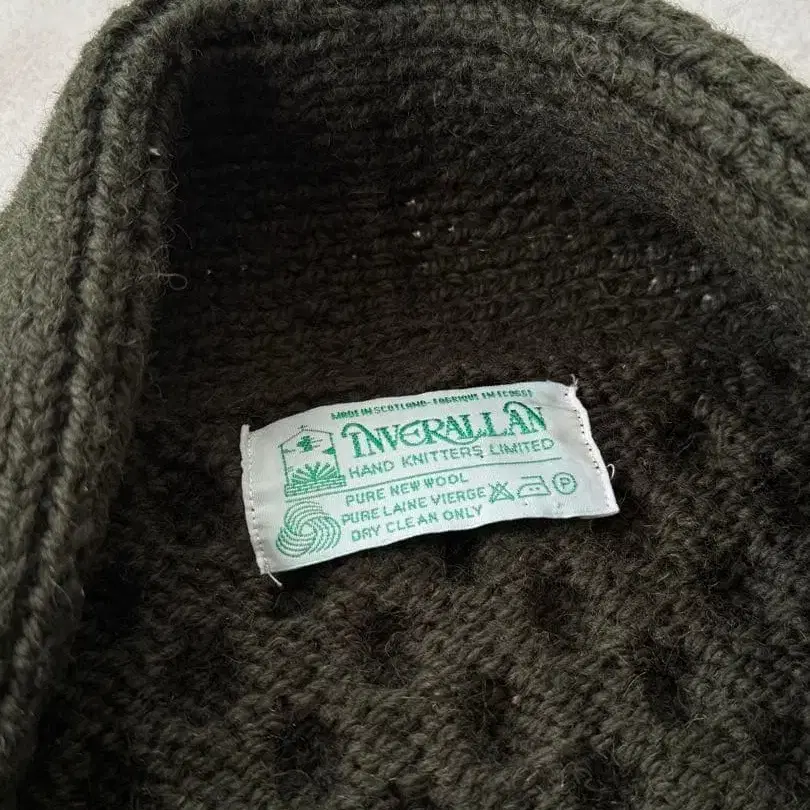 MADE IN SCOTLAND-FABRIQUE EN ECOSSE
INVERALLAN
HAND KNITTERS LIMITED
PURE NEW WOOL
PURE LAINE VIERGE
DRY CLEAN ONLY
P